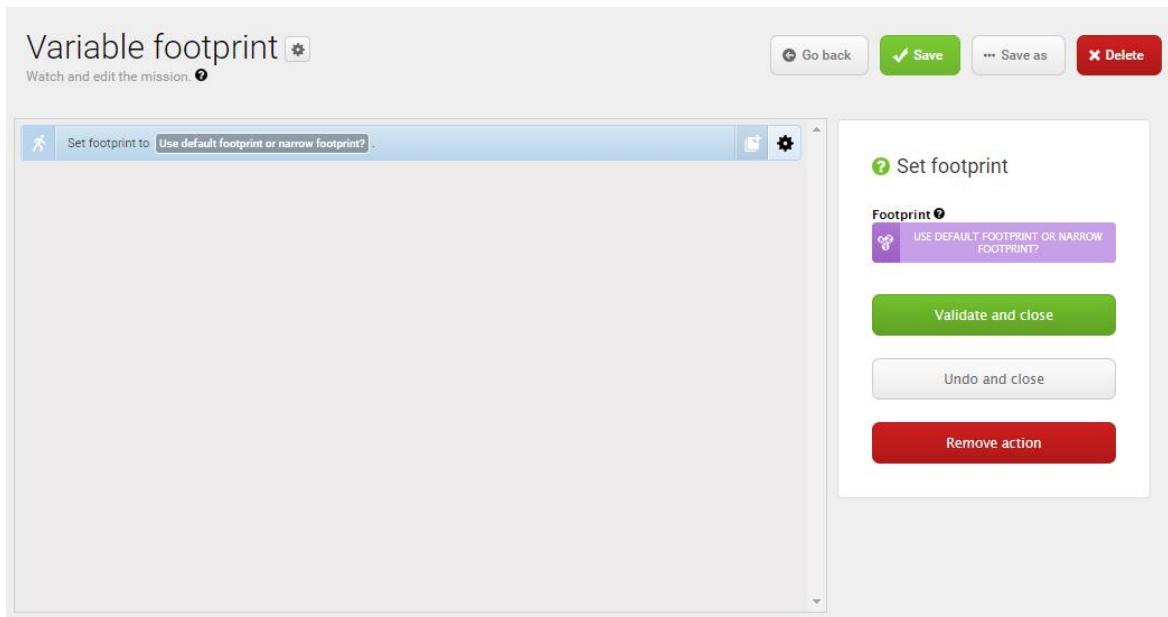 Variable footprint
Watch and edit the mission.
Go back
Save
Save as
Delete
Set footprint to Use default footprint or narrow footprint? .
Set footprint
Footprint
USE DEFAULT FOOTPRINT OR NARROW
FOOTPRINT?
Validate and close
Undo and close
Remove action